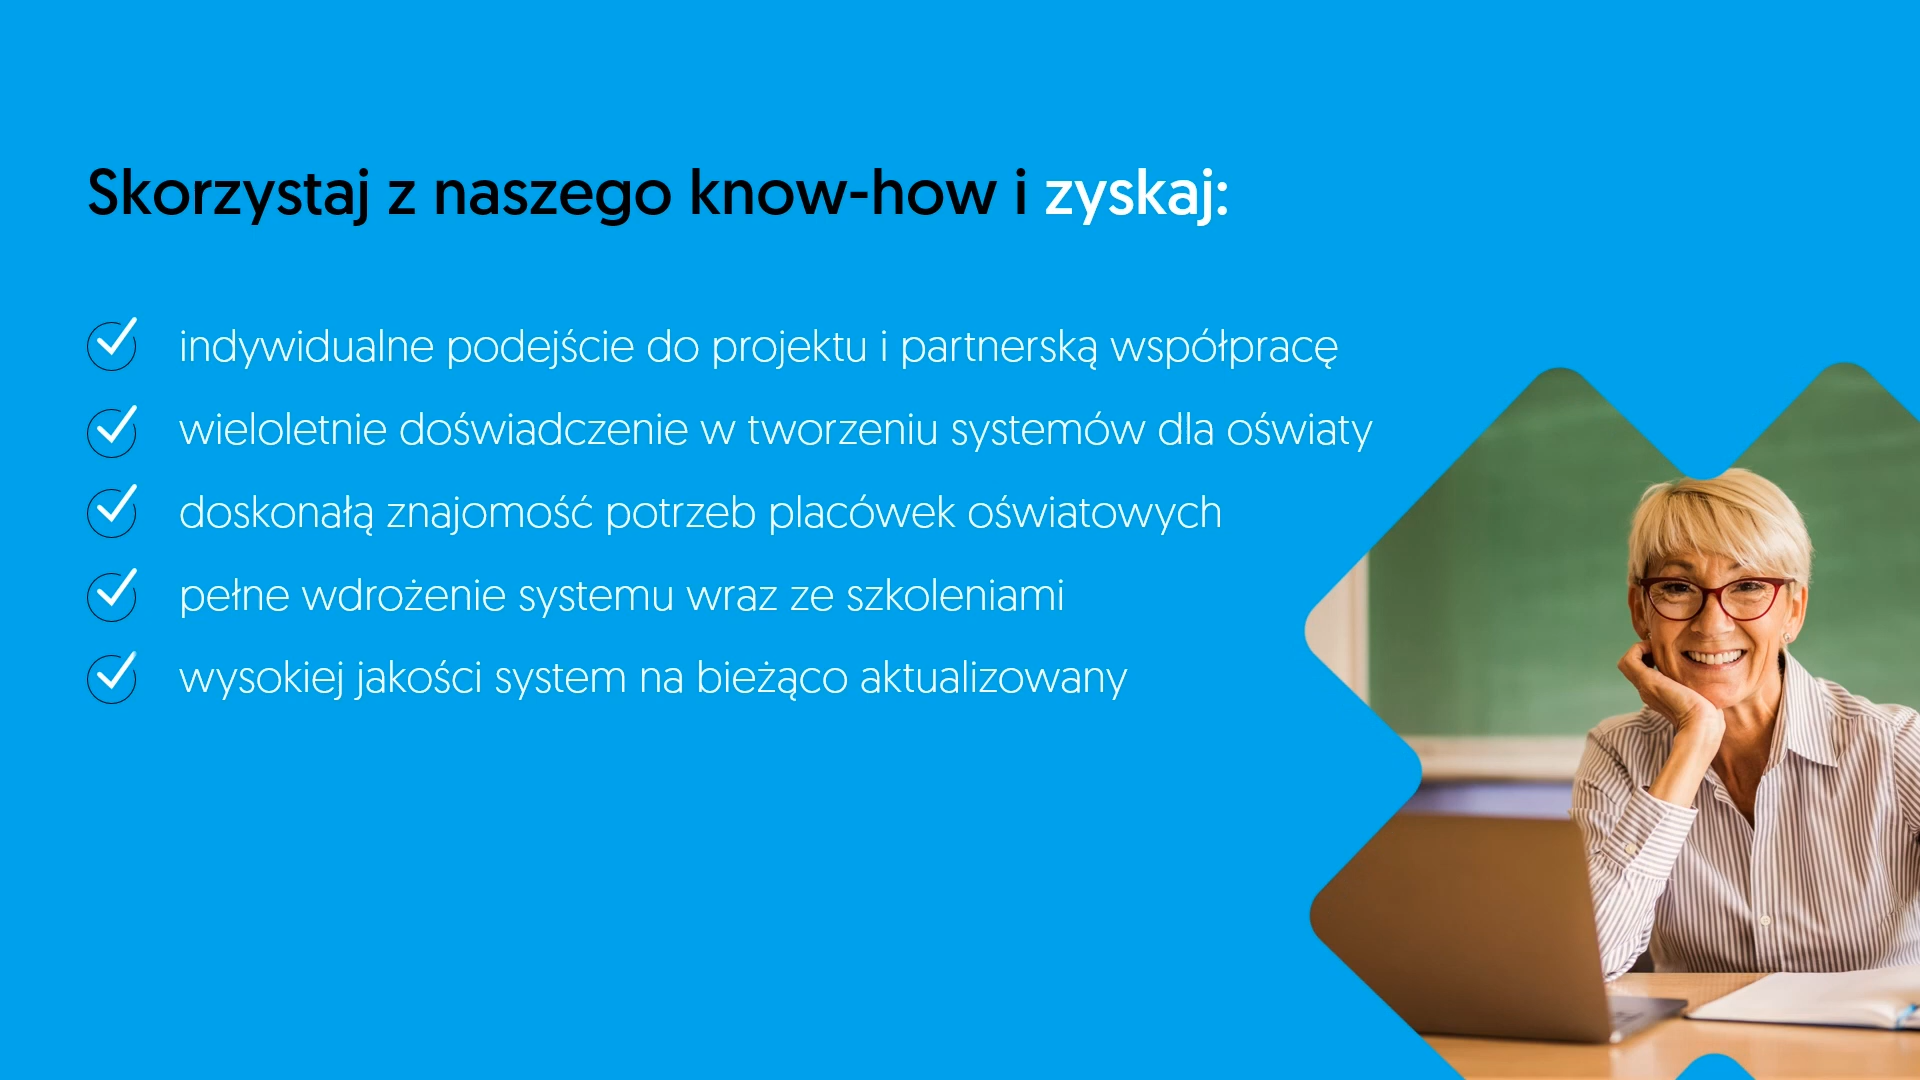 Skorzystaj z naszego know-how i zyskaj:
indywidualne podejście do projektu i partnerską współpracę
wieloletnie doświadczenie w tworzeniu systemów dla oświaty
doskonałą znajomość potrzeb placówek oświatowych
pełne wdrożenie systemu wraz ze szkoleniami
wysokiej jakości system na bieżąco aktualizowany